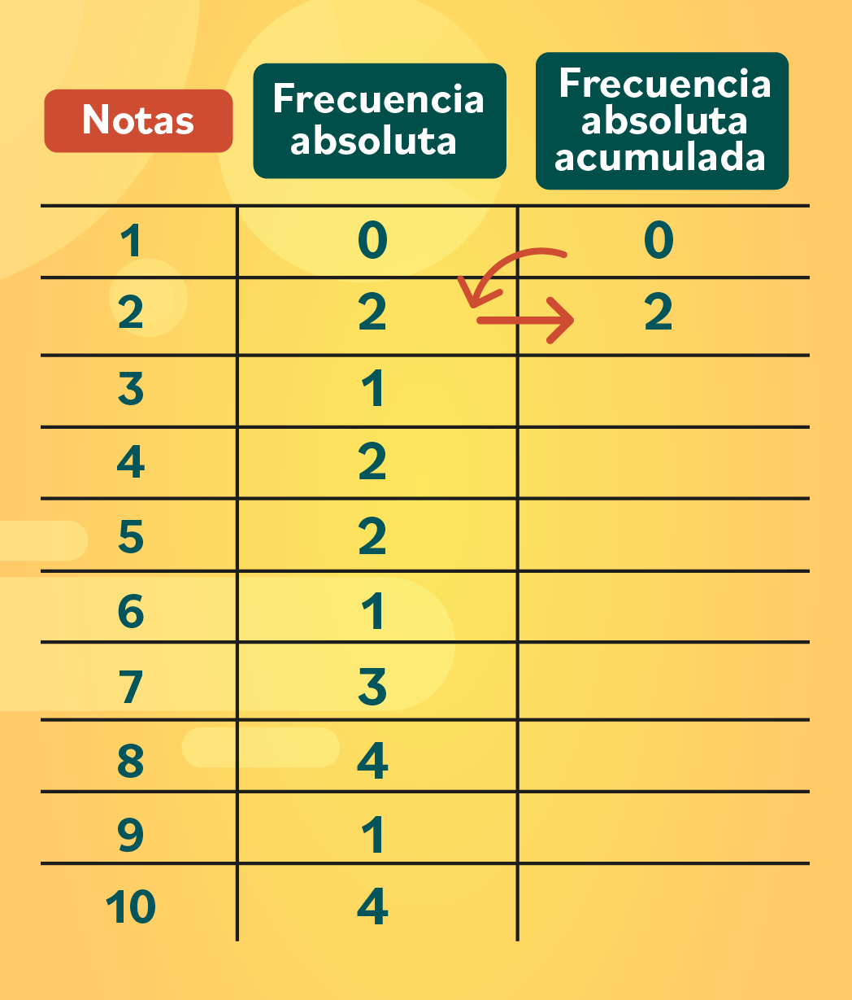 Notas
Frecuencia
absoluta
Frecuencia
absoluta
acumulada
1 0 0
2 2 2
3 1
4 2
5 2
6 1
7 3
8 4
9 1
10 4